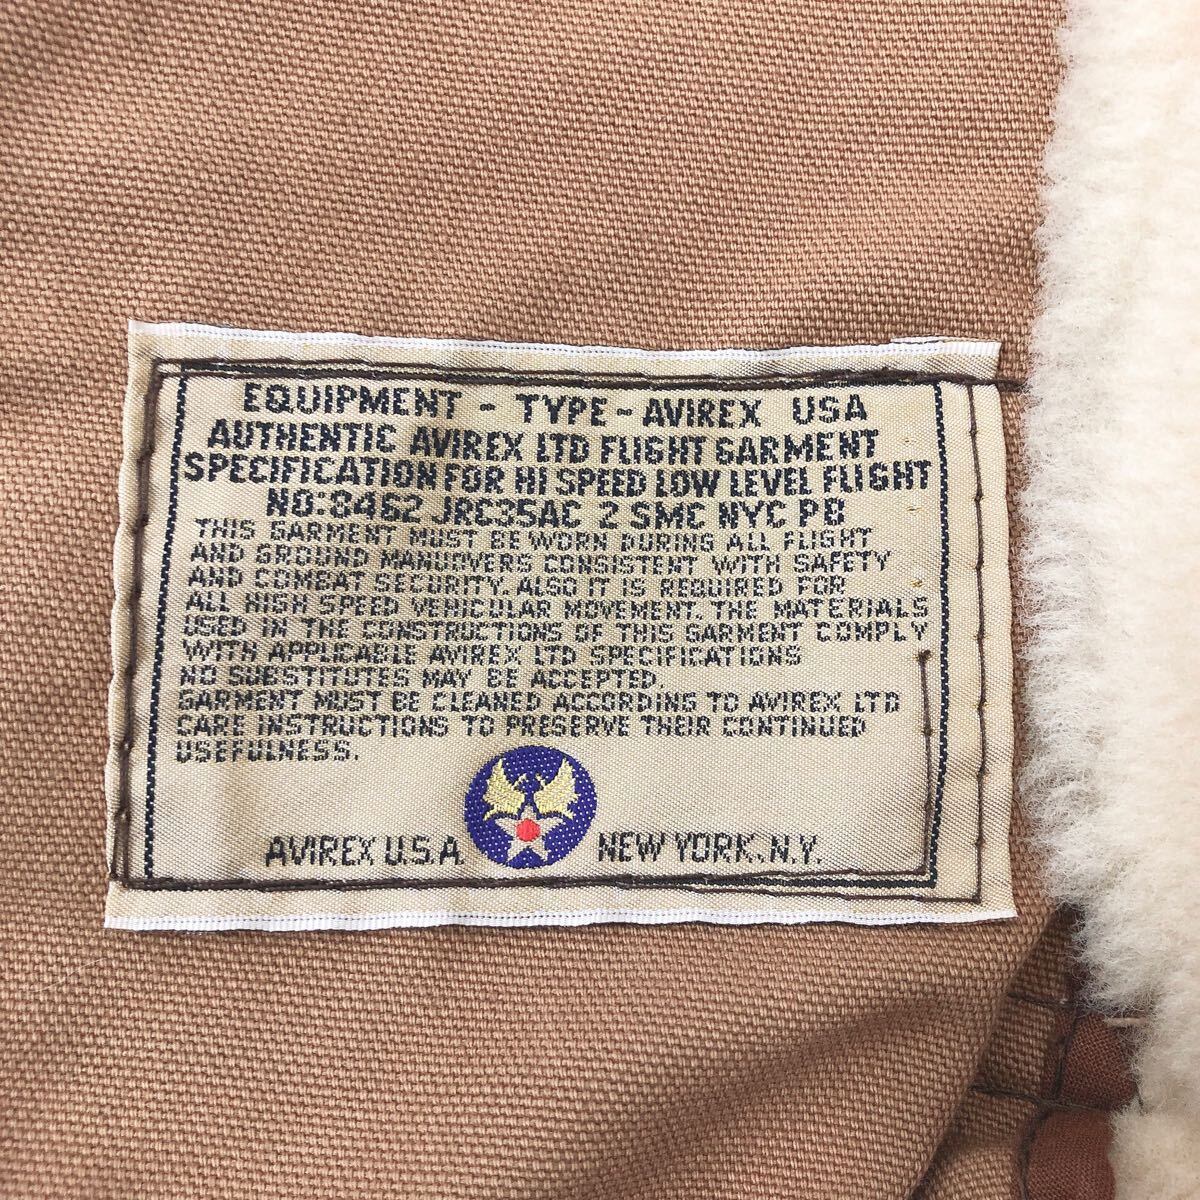 EQUIPMENT - TYPE - AVIREX USA
AUTHENTIC AVIREX LTD FLIGHT GARMENT
SPECIFICATION FOR HI SPEED LOW LEVEL FLIGHT
NO:8462 JRC35AC 2 SMC NYC PB
THIS GARMENT MUST BE WORN DURING ALL FLIGHT
AND GROUND MANUOVERS CONSISTENT WITH SAFETY
AND COMBAT SECURITY. ALSO IT IS REQUIRED FOR
ALL HIGH SPEED VEHICULAR MOVEMENT. THE MATERIALS
USED IN THE CONSTRUCTIONS OF THIS GARMENT COMPLY
WITH APPLICABLE AVIREX LTD SPECIFICATIONS
NO SUBSTITUTES MAY BE ACCEPTED.
GARMENT MUST BE CLEANED ACCORDING TO AVIREX LTD
CARE INSTRUCTIONS TO PRESERVE THEIR CONTINUED
USEFULNESS.
AVIREX U.S.A. NEW YORK. N.Y.